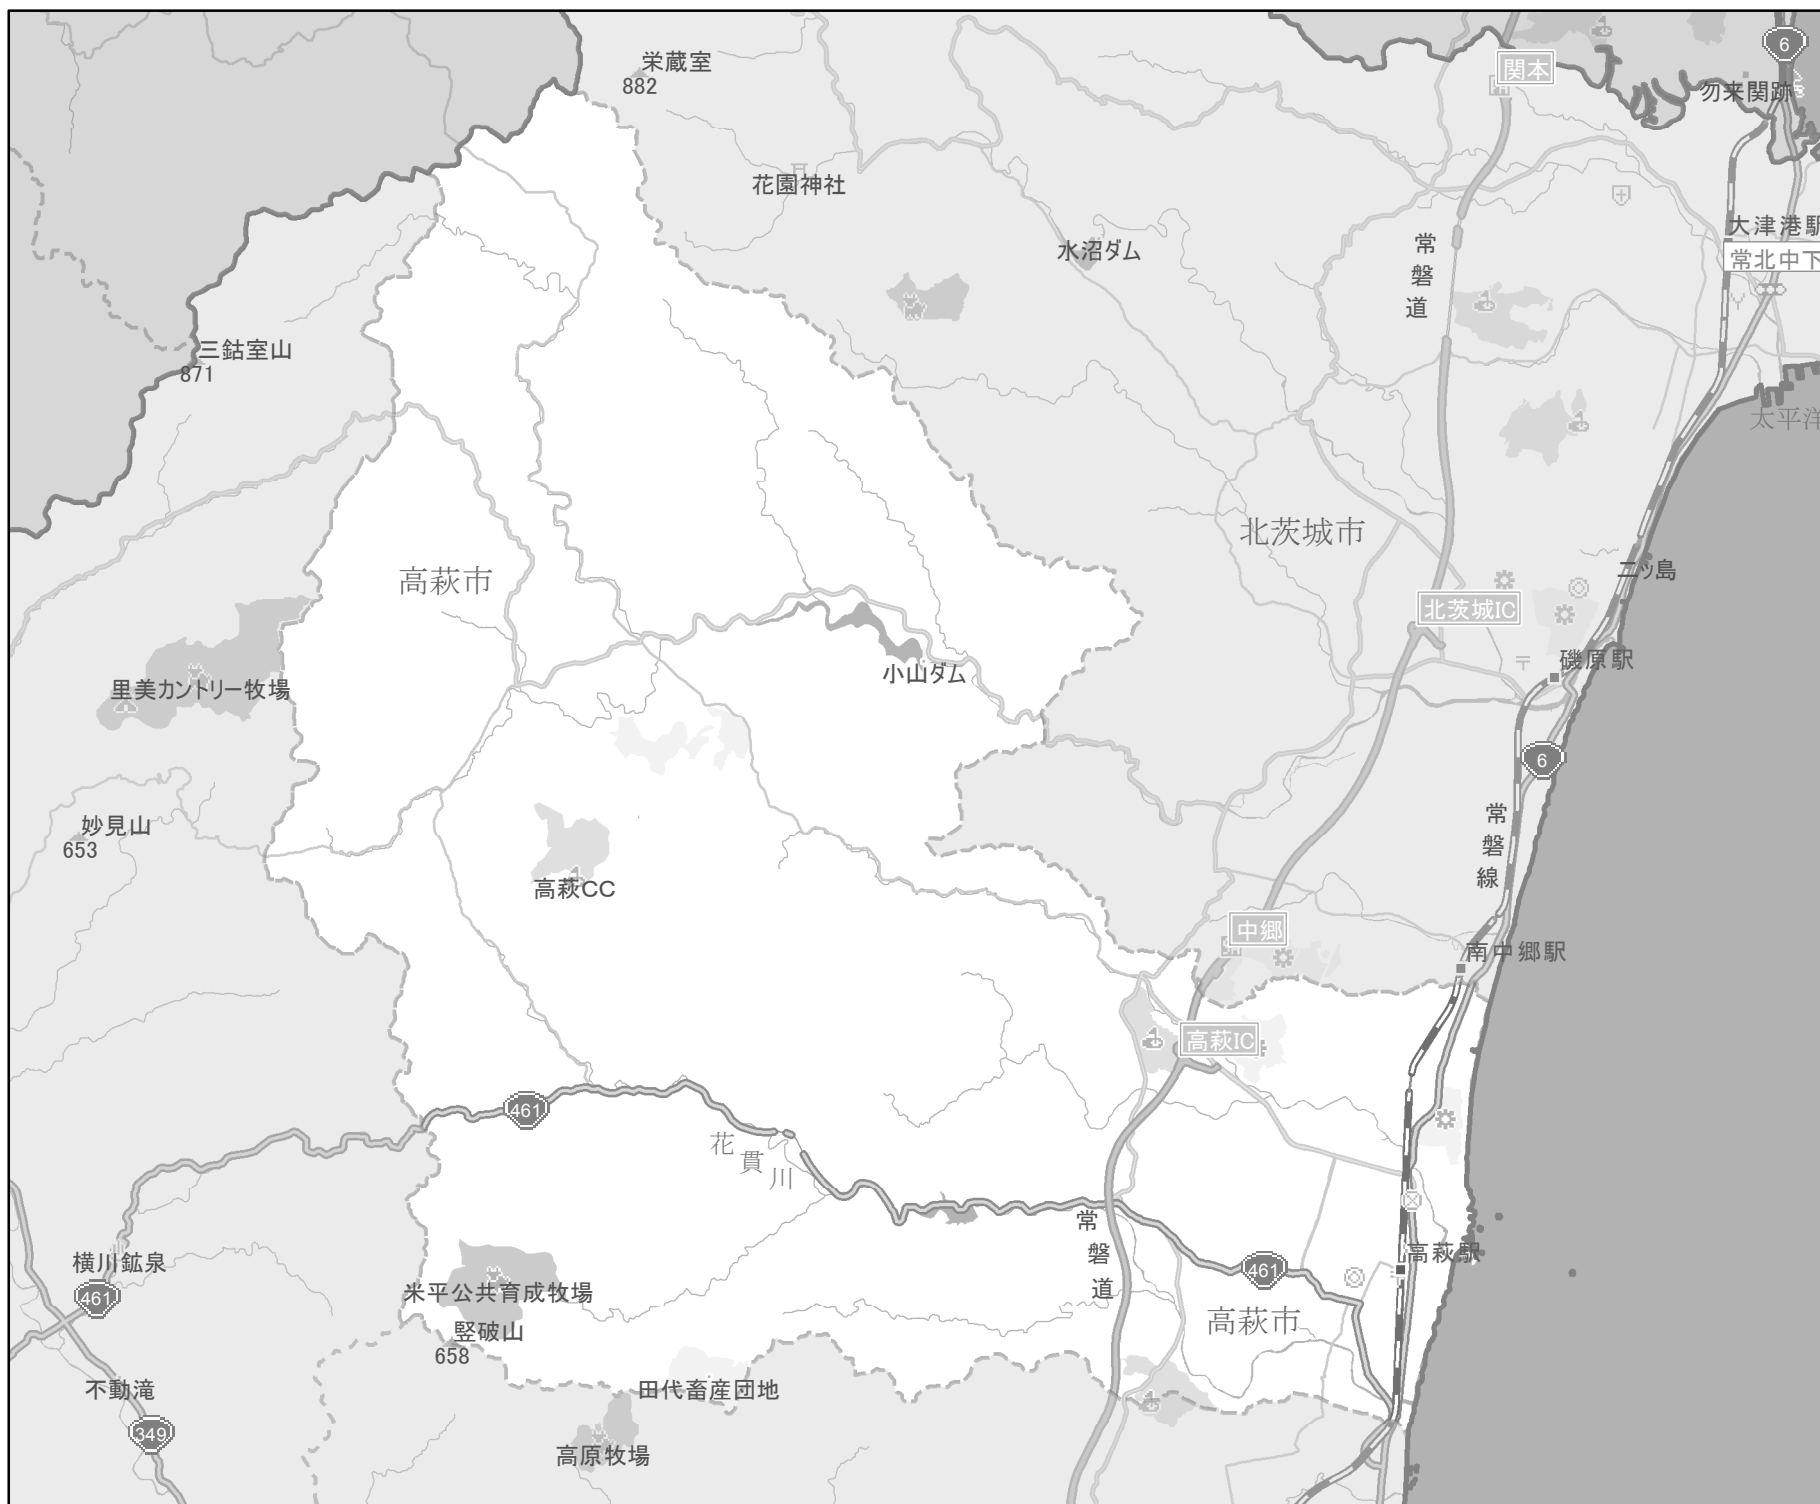 栄蔵室
882
関本
6
勿来関跡
花園神社
大津港駅
常北中下
水沼ダム
常磐道
三鈷室山
871
太平洋
北茨城市
高萩市
二ッ島
北茨城IC
磯原駅
小山ダム
里美カントリー牧場
6
妙見山
653
常磐線
高萩CC
中郷
南中郷駅
高萩IC
461
花貫川
常磐道
高萩駅
横川鉱泉
461
461
米平公共育成牧場
高萩市
竪破山
658
不動滝
田代畜産団地
349
高原牧場